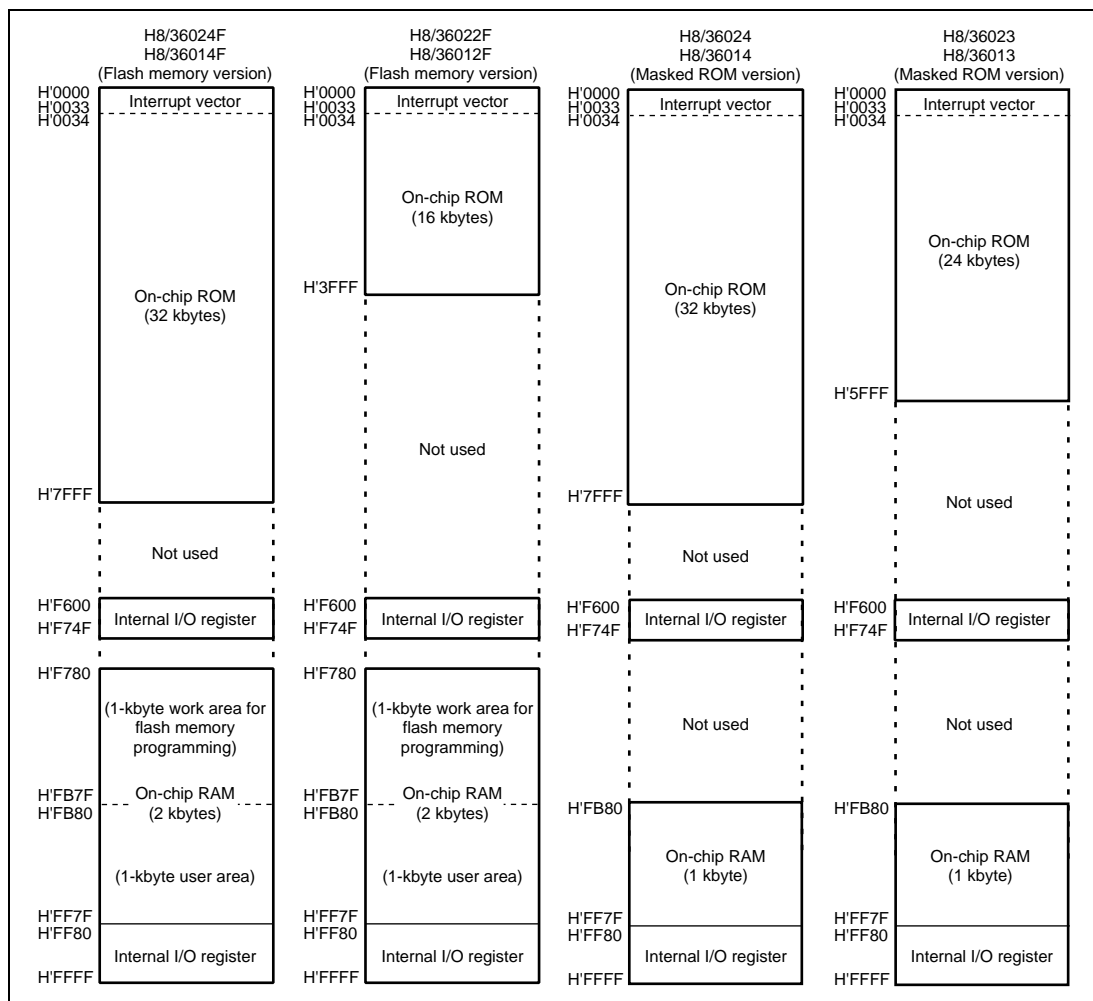 H8/36024F
H8/36014F
(Flash memory version)
H'0000
H'0033
H'0034
Interrupt vector
On-chip ROM
(32 kbytes)
H'7FFF
Not used
H'F600
H'F74F
Internal I/O register
H'F780
(1-kbyte work area for
flash memory
programming)
H'FB7F
H'FB80
On-chip RAM
(2 kbytes)
(1-kbyte user area)
H'FF7F
H'FF80
Internal I/O register
H'FFFF
H8/36022F
H8/36012F
(Flash memory version)
H'0000
H'0033
H'0034
Interrupt vector
On-chip ROM
(16 kbytes)
H'3FFF
Not used
H'F600
H'F74F
Internal I/O register
H'F780
(1-kbyte work area for
flash memory
programming)
H'FB7F
H'FB80
On-chip RAM
(2 kbytes)
(1-kbyte user area)
H'FF7F
H'FF80
Internal I/O register
H'FFFF
H8/36024
H8/36014
(Masked ROM version)
H'0000
H'0033
H'0034
Interrupt vector
On-chip ROM
(32 kbytes)
H'7FFF
Not used
H'F600
H'F74F
Internal I/O register
Not used
H'FB80
On-chip RAM
(1 kbyte)
H'FF7F
H'FF80
Internal I/O register
H'FFFF
H8/36023
H8/36013
(Masked ROM version)
H'0000
H'0033
H'0034
Interrupt vector
On-chip ROM
(24 kbytes)
H'5FFF
Not used
H'F600
H'F74F
Internal I/O register
Not used
H'FB80
On-chip RAM
(1 kbyte)
H'FF7F
H'FF80
Internal I/O register
H'FFFF